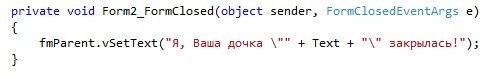 private void Form2_FormClosed(object sender, FormClosedEventArgs e)
{
fmParent.vSetText("Я, Ваша дочка \"" + Text + "\" закрылась!");
}